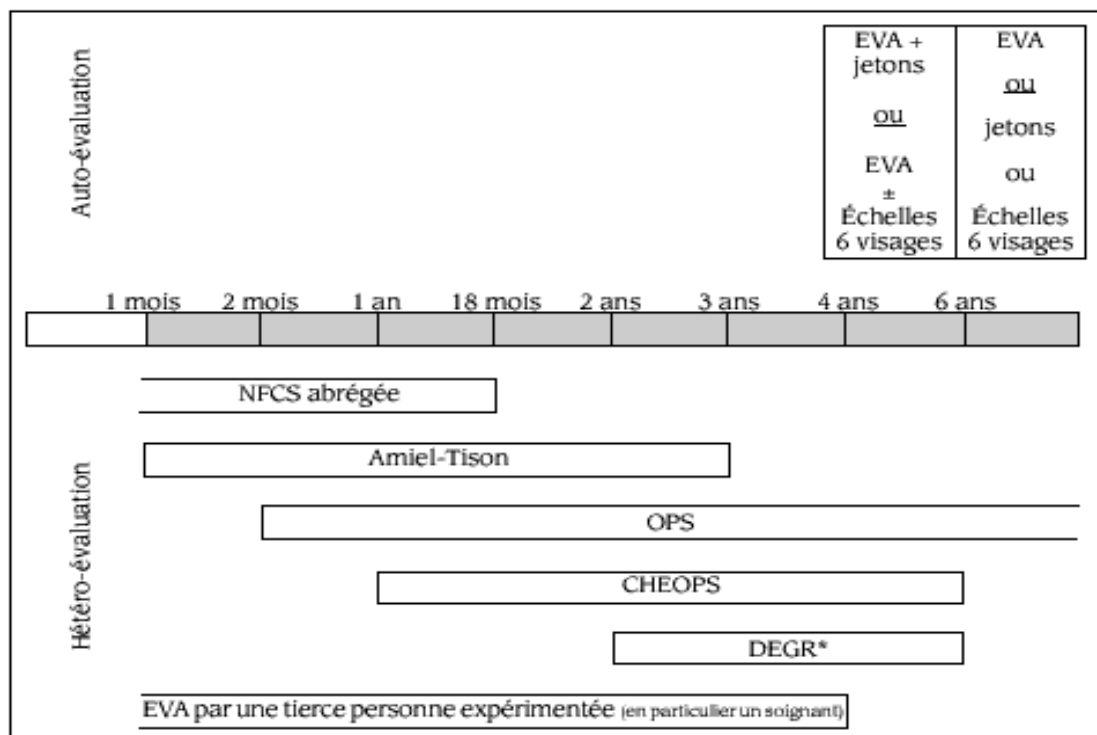 Auto-évaluation
EVA +
jetons
ou
EVA
±
Échelles
6 visages
EVA
ou
jetons
ou
Échelles
6 visages
1 mois 2 mois 1 an 18 mois 2 ans 3 ans 4 ans 6 ans
Hétéro-évaluation
NFCS abrégée
Amiel-Tison
OPS
CHEOPS
DEGR*
EVA par une tierce personne expérimentée (en particulier un soignant)